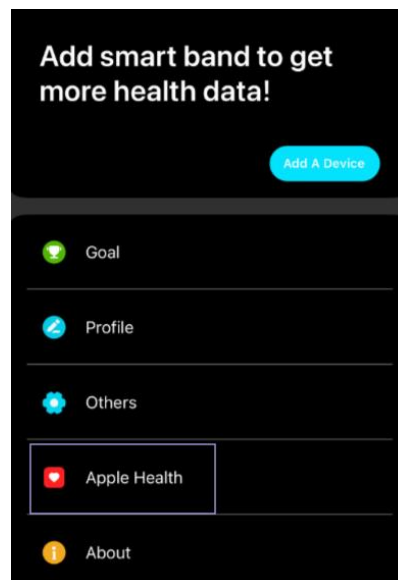 Add smart band to get
more health data!
Add A Device
Goal
Profile
Others
Apple Health
About